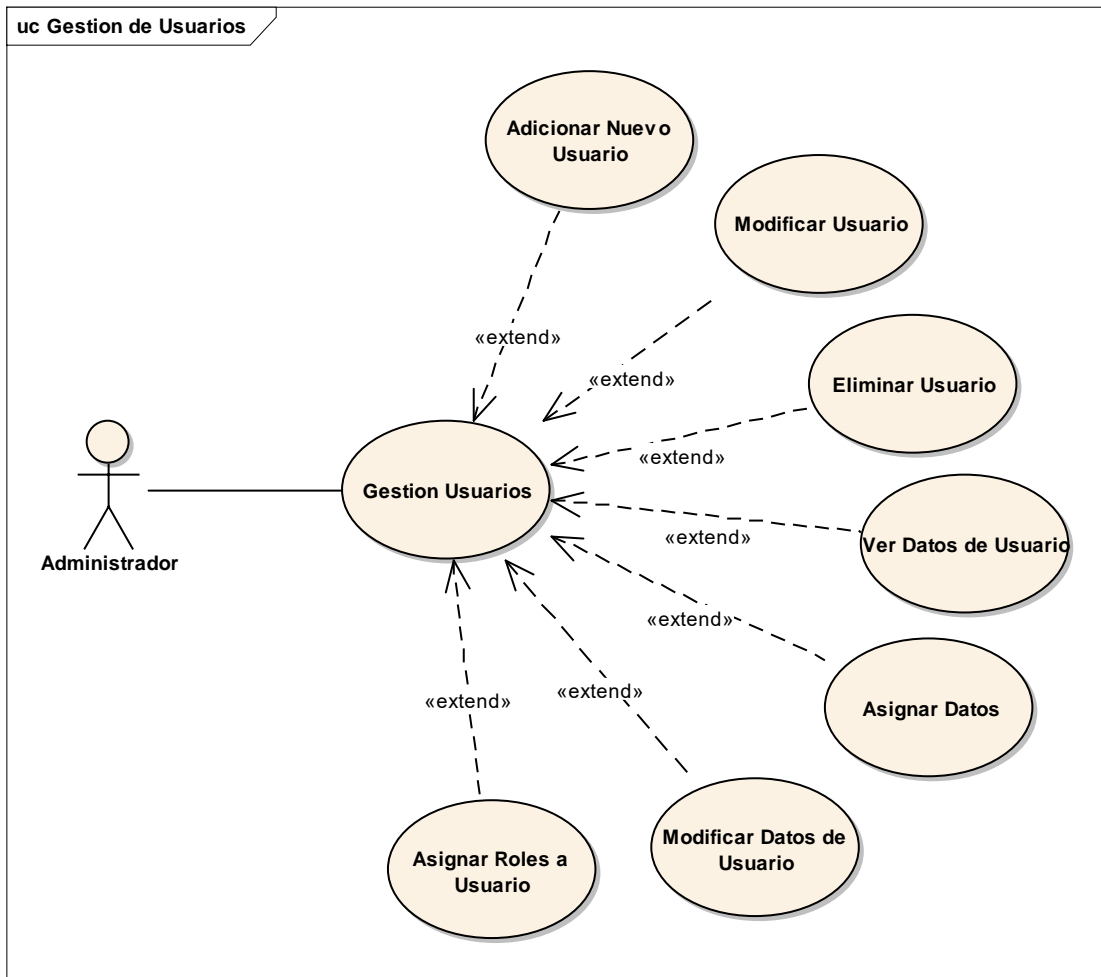 uc Gestion de Usuarios
Adicionar Nuevo
Usuario
Modificar Usuario
«extend»
«extend»
Eliminar Usuario
«extend»
Administrador
Gestion Usuarios
«extend»
Ver Datos de Usuario
«extend»
Asignar Datos
«extend»
«extend»
Asignar Roles a
Usuario
Modificar Datos de
Usuario